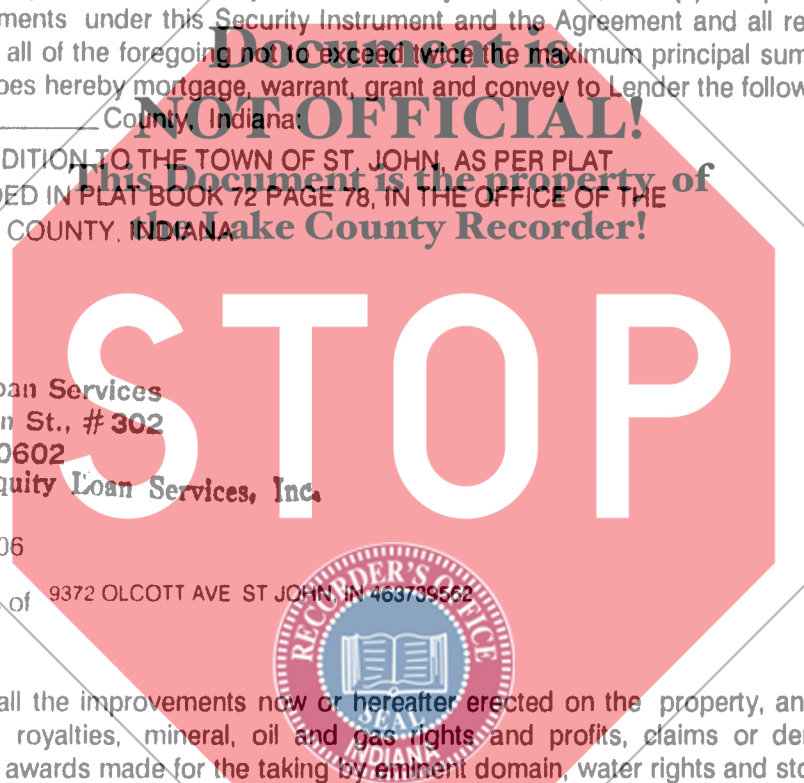 ments under this Security Instrument and the Agreement and all re
Document is
all of the foregoing not to exceed twice the maximum principal sum
oes hereby mortgage, warrant, grant and convey to Lender the follow
NOT OFFICIAL!
County, Indiana:
DITION TO THE TOWN OF ST. JOHN, AS PER PLAT
This Document is the property of
ED IN PLAT BOOK 72 PAGE 78, IN THE OFFICE OF THE
the Lake County Recorder!
COUNTY, INDIANA
STOP
oan Services
n St., # 302
0602
quity Loan Services, Inc.
06
of 9372 OLCOTT AVE ST JOHN, IN 463739562
RECORDER'S OFFICE
SEAL
INDIANA
all the improvements now or hereafter erected on the property, an
royalties, mineral, oil and gas rights and profits, claims or de
awards made for the taking by eminent domain, water rights and sto